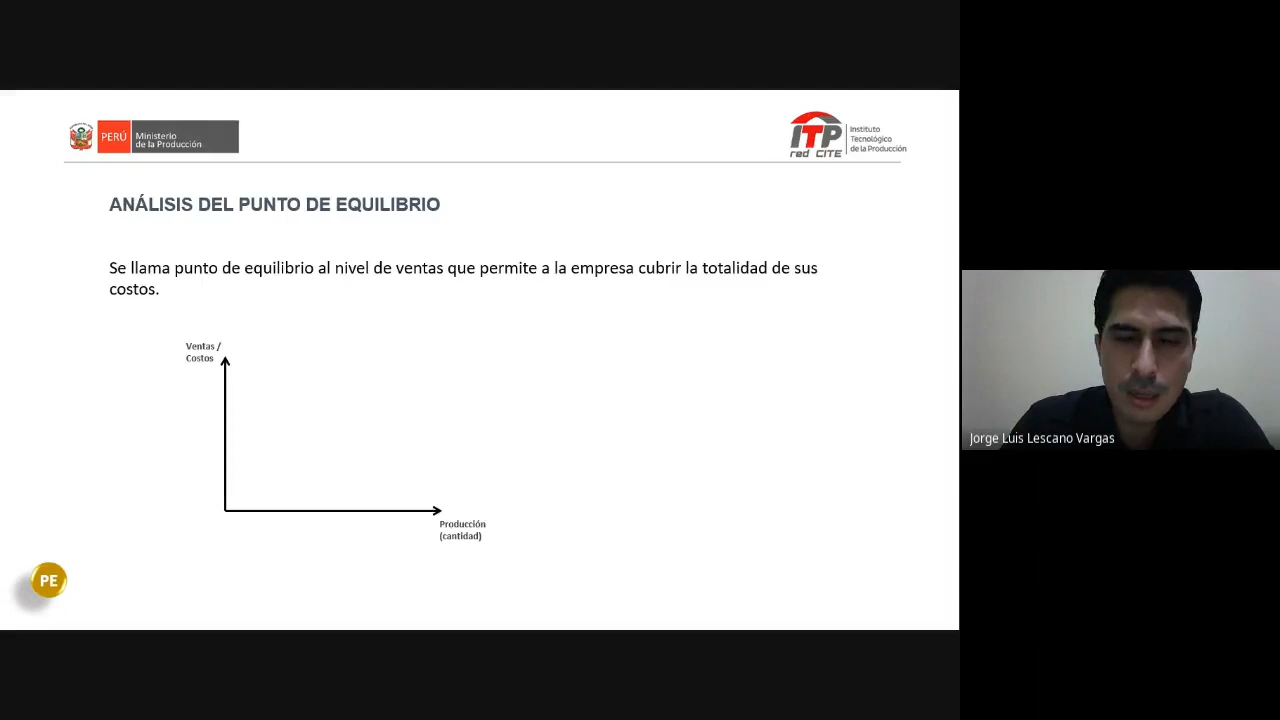 PERÚ
Ministerio
de la Producción
ITP
red CITE
Instituto
Tecnológico
de la Producción
ANÁLISIS DEL PUNTO DE EQUILIBRIO
Se llama punto de equilibrio al nivel de ventas que permite a la empresa cubrir la totalidad de sus
costos.
Ventas /
Costos
Producción
(cantidad)
PE
Jorge Luis Lescano Vargas